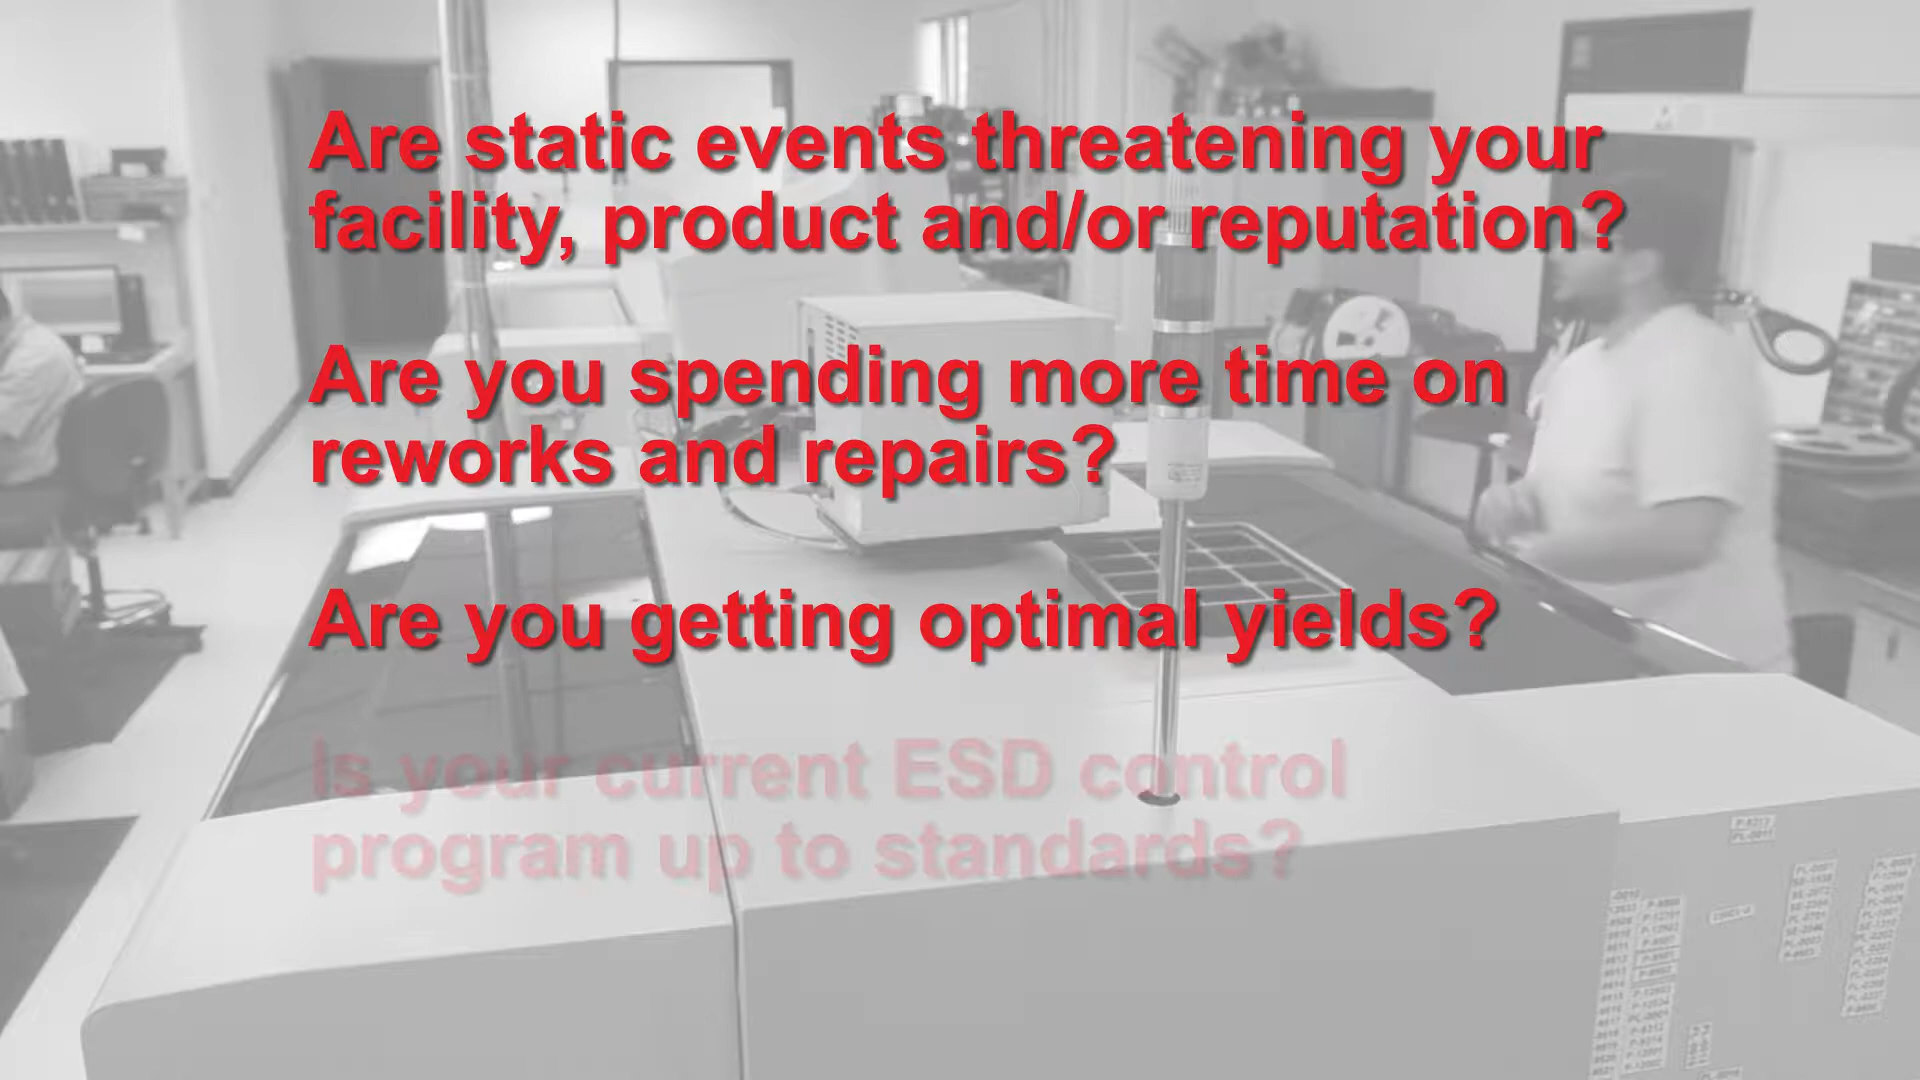 Are static events threatening your
facility, product and/or reputation?
Are you spending more time on
reworks and repairs?
Are you getting optimal yields?
Is your current ESD control
program up to standards?